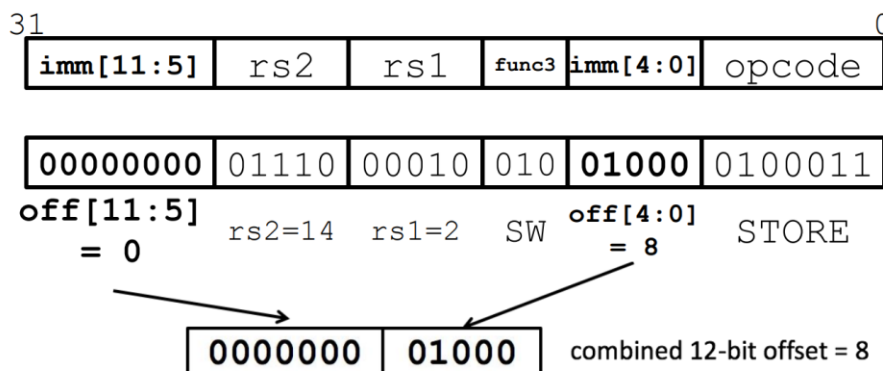 31 0
imm[11:5] rs2 rs1 func3 imm[4:0] opcode
00000000 01110 00010 010 01000 0100011
off[11:5] = 0 rs2=14 rs1=2 SW off[4:0] = 8 STORE
0000000 01000 combined 12-bit offset = 8